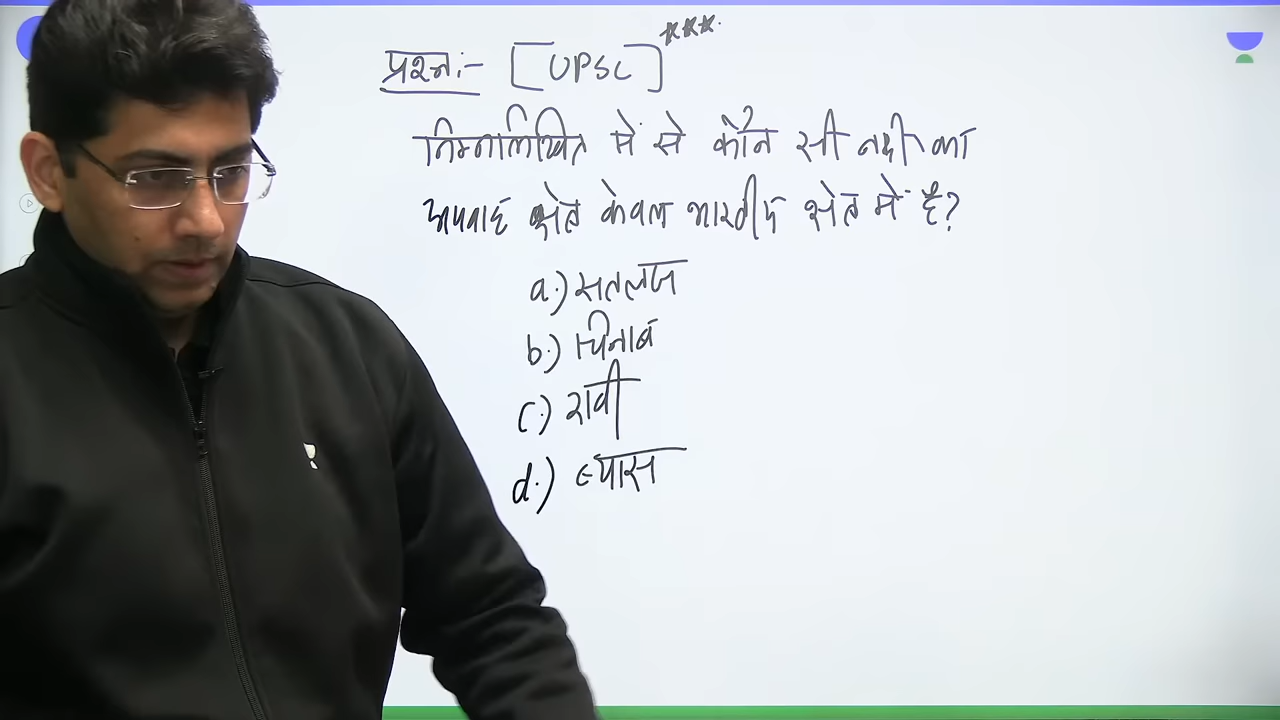 प्रश्न:- [UPSC]***
निम्नलिखित में से कौन सी नदी का
अपवाह क्षेत्र केवल भारतीय क्षेत्र में है?
a.) सतलज
b.) चिनाब
c.) रावी
d.) व्यास